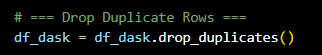 # === Drop Duplicate Rows ===
df_dask = df_dask.drop_duplicates()